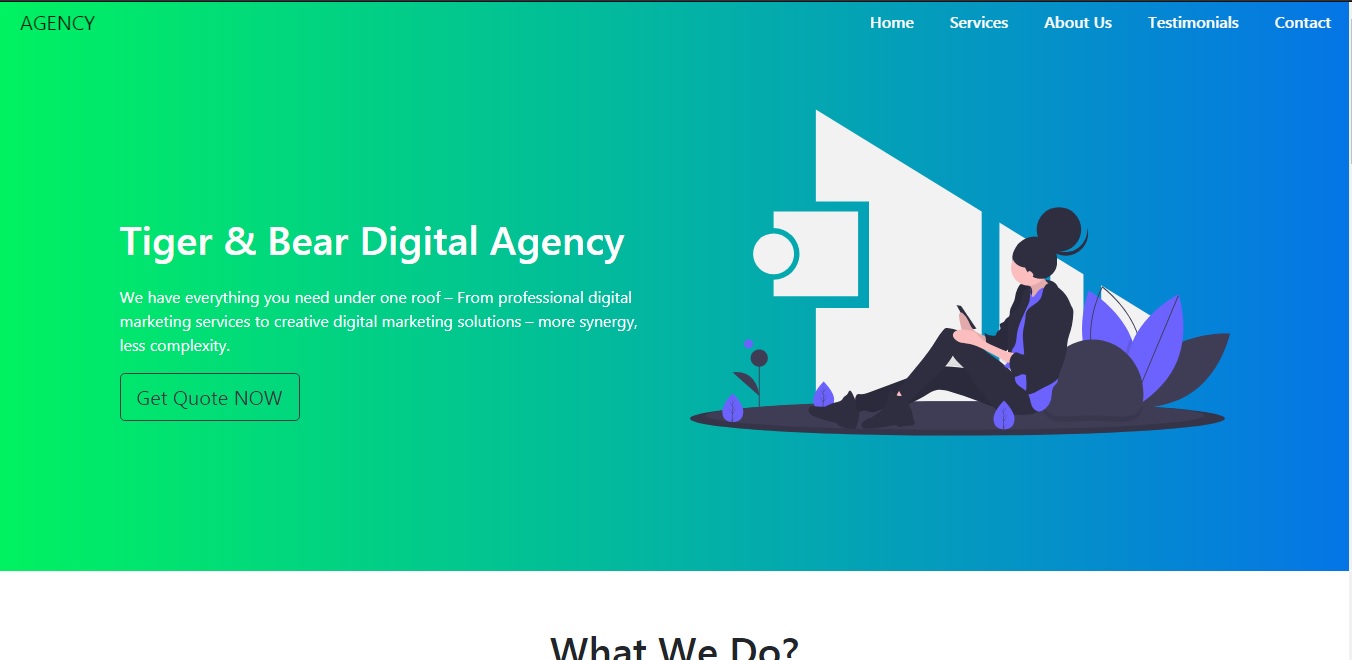 AGENCY
Home Services About Us Testimonials Contact
Tiger & Bear Digital Agency
We have everything you need under one roof – From professional digital
marketing services to creative digital marketing solutions – more synergy,
less complexity.
Get Quote NOW
What We Do?